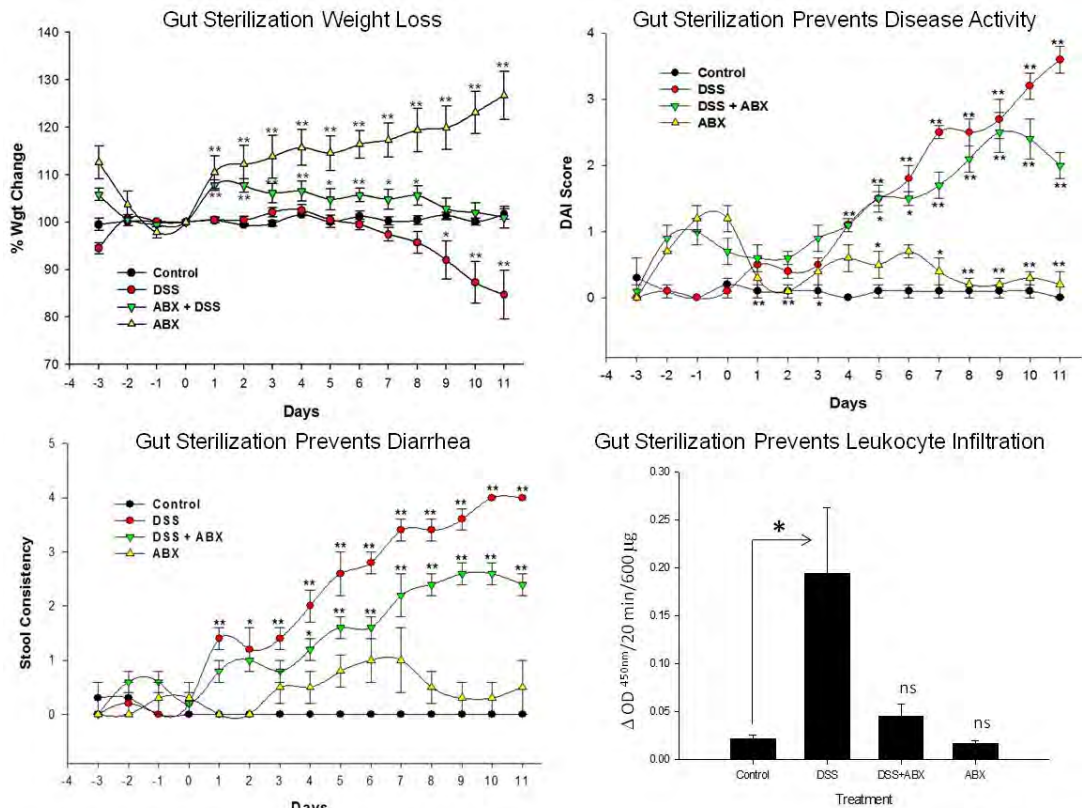 Gut Sterilization Weight Loss
140
130
120
110
100
90
80
70
% Wgt Change
Control
DSS
ABX + DSS
ABX
** ** ** ** ** ** ** ** ** ** **
** ** ** ** * * * *
* ** **
-4 -3 -2 -1 0 1 2 3 4 5 6 7 8 9 10 11
Days
Gut Sterilization Prevents Disease Activity
4
3
2
1
0
DAI Score
Control
DSS
DSS + ABX
ABX
** ** ** ** ** ** ** **
* * ** ** ** ** **
** ** * * * ** ** ** **
-4 -3 -2 -1 0 1 2 3 4 5 6 7 8 9 10 11
Days
Gut Sterilization Prevents Diarrhea
5
4
3
2
1
0
Stool Consistency
Control
DSS
DSS + ABX
ABX
** * ** ** ** ** ** ** ** ** **
* ** ** ** ** ** ** **
-4 -3 -2 -1 0 1 2 3 4 5 6 7 8 9 10 11
Days
Gut Sterilization Prevents Leukocyte Infiltration
0.30
0.25
0.20
0.15
0.10
0.05
0.00
Δ OD 450nm/20 min/600 µg
*
ns
ns
Control DSS DSS+ABX ABX
Treatment